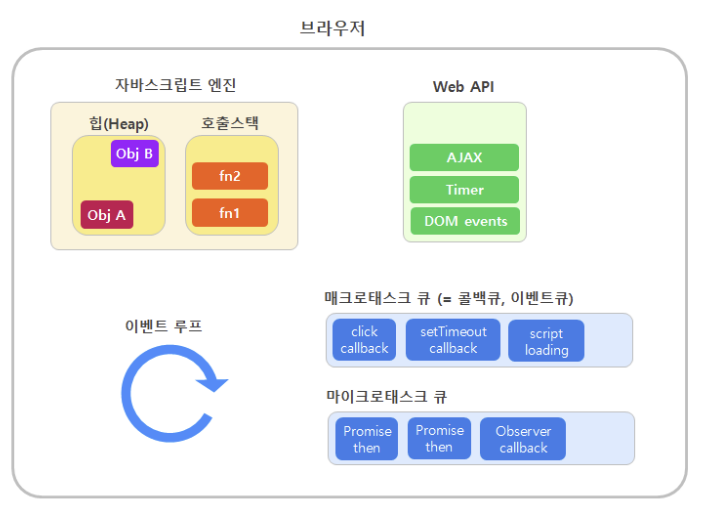 브라우저
자바스크립트 엔진
Web API
힙(Heap)
호출스택
Obj B
Obj A
fn2
fn1
AJAX
Timer
DOM events
이벤트 루프
매크로태스크 큐 (= 콜백큐, 이벤트큐)
click
callback
setTimeout
callback
script
loading
마이크로태스크 큐
Promise
then
Promise
then
Observer
callback